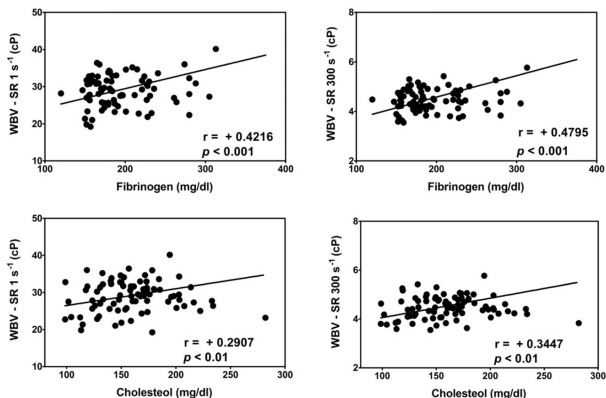 WBV - SR 1 s⁻¹ (cP)
50
40
30
20
10
0
100
200
300
400
r = + 0.4216
p < 0.001
Fibrinogen (mg/dl)
WBV - SR 300 s⁻¹ (cP)
8
6
4
2
0
100
200
300
400
r = + 0.4795
p < 0.001
Fibrinogen (mg/dl)
WBV - SR 1 s⁻¹ (cP)
50
40
30
20
10
100
150
200
250
300
r = + 0.2907
p < 0.01
Cholesteol (mg/dl)
WBV - SR 300 s⁻¹ (cP)
8
6
4
2
100
150
200
250
300
r = + 0.3447
p < 0.01
Cholesteol (mg/dl)